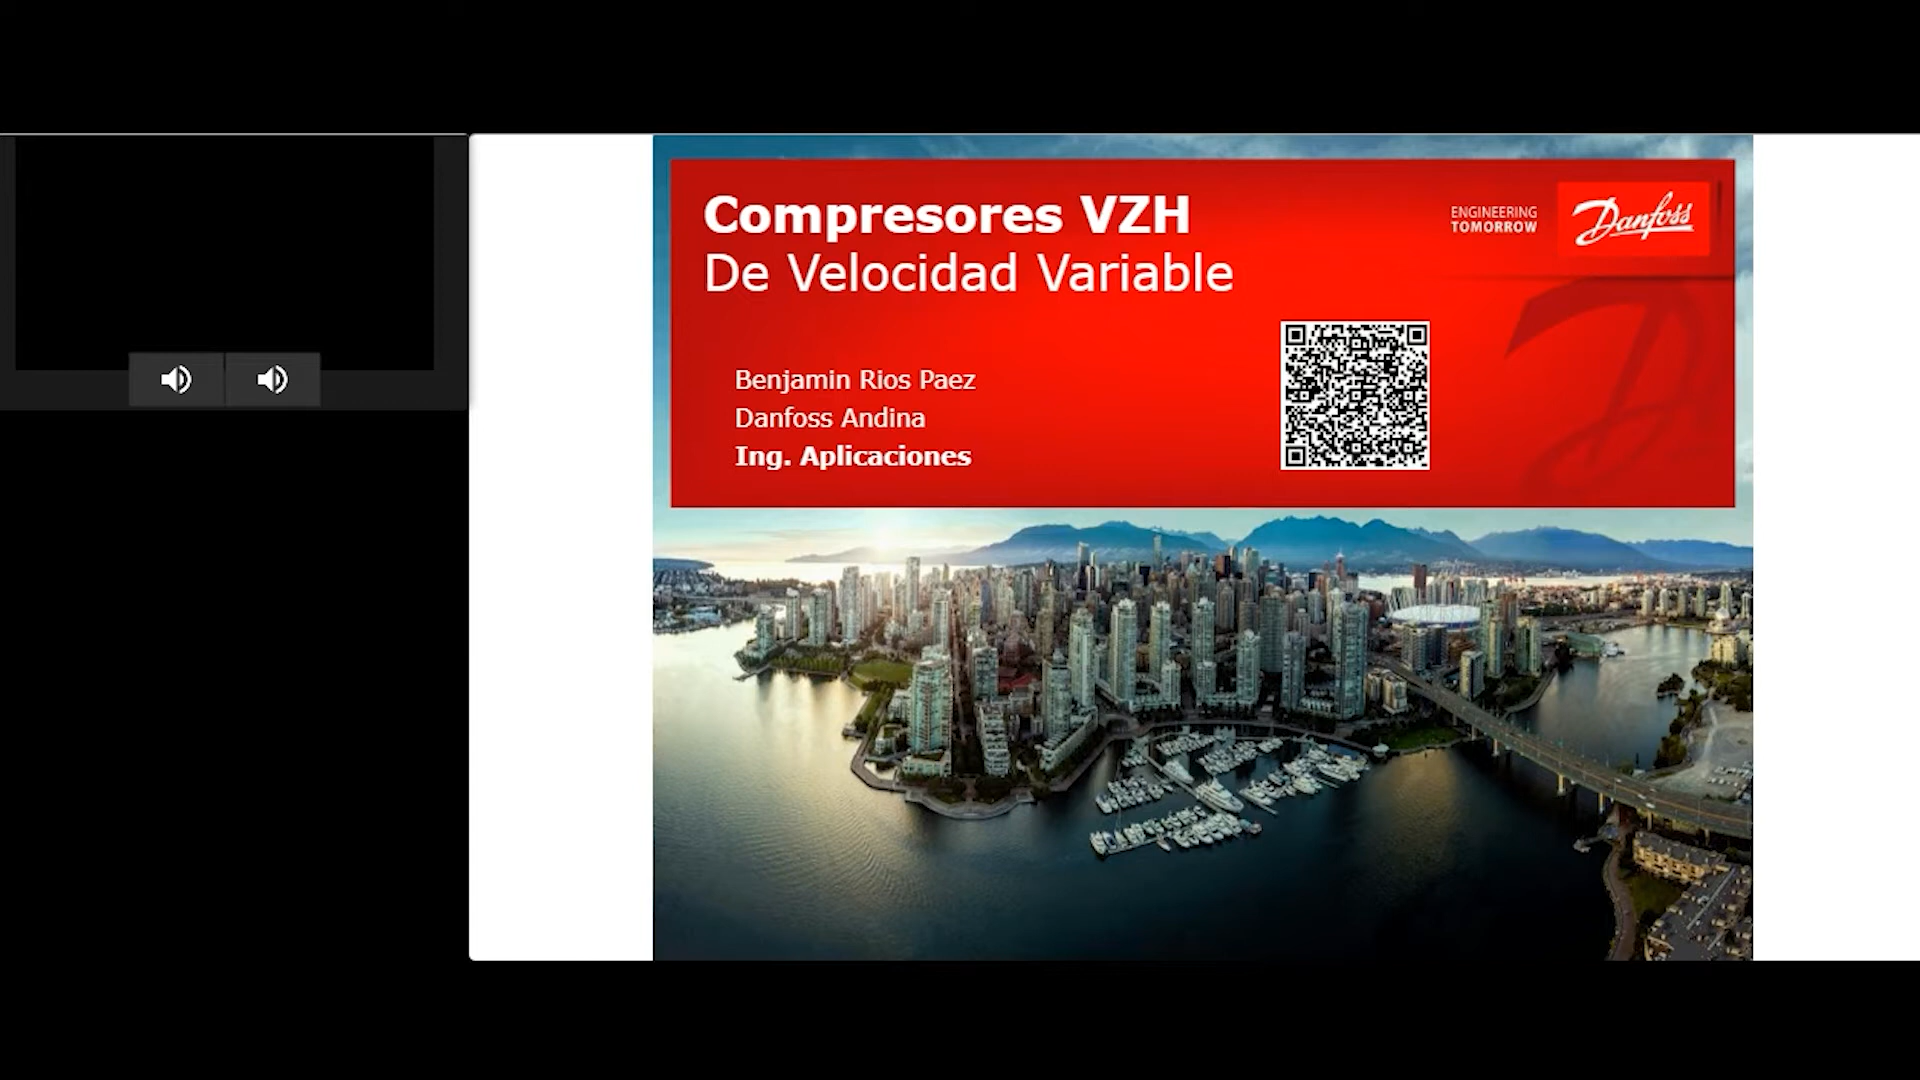 Compresores VZH
De Velocidad Variable
ENGINEERING
TOMORROW
Danfoss
Benjamin Rios Paez
Danfoss Andina
Ing. Aplicaciones